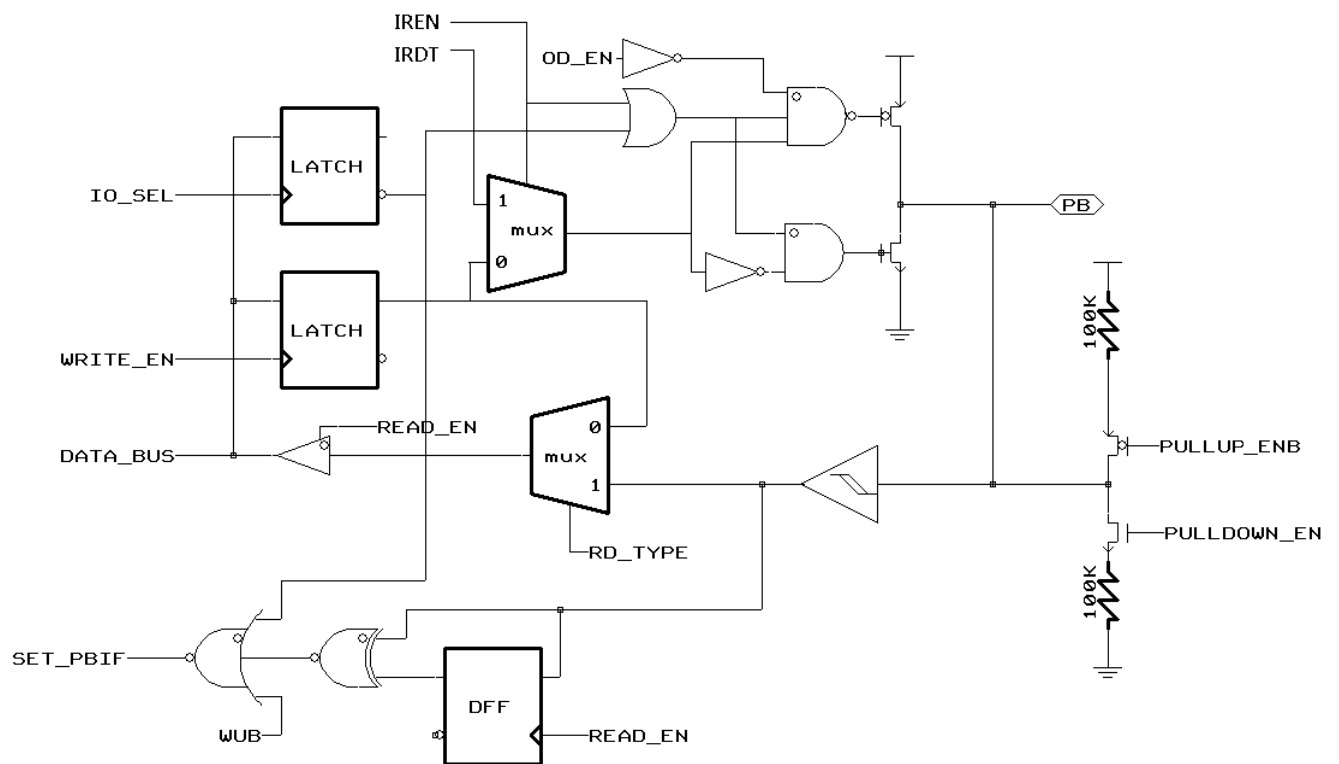 IREN
IRDT
OD_EN
LATCH
IO_SEL
1
mux
0
PB
LATCH
WRITE_EN
100K
READ_EN
DATA_BUS
0
mux
1
PULLUP_ENB
RD_TYPE
PULLDOWN_EN
100K
SET_PBIF
DFF
WUB
READ_EN